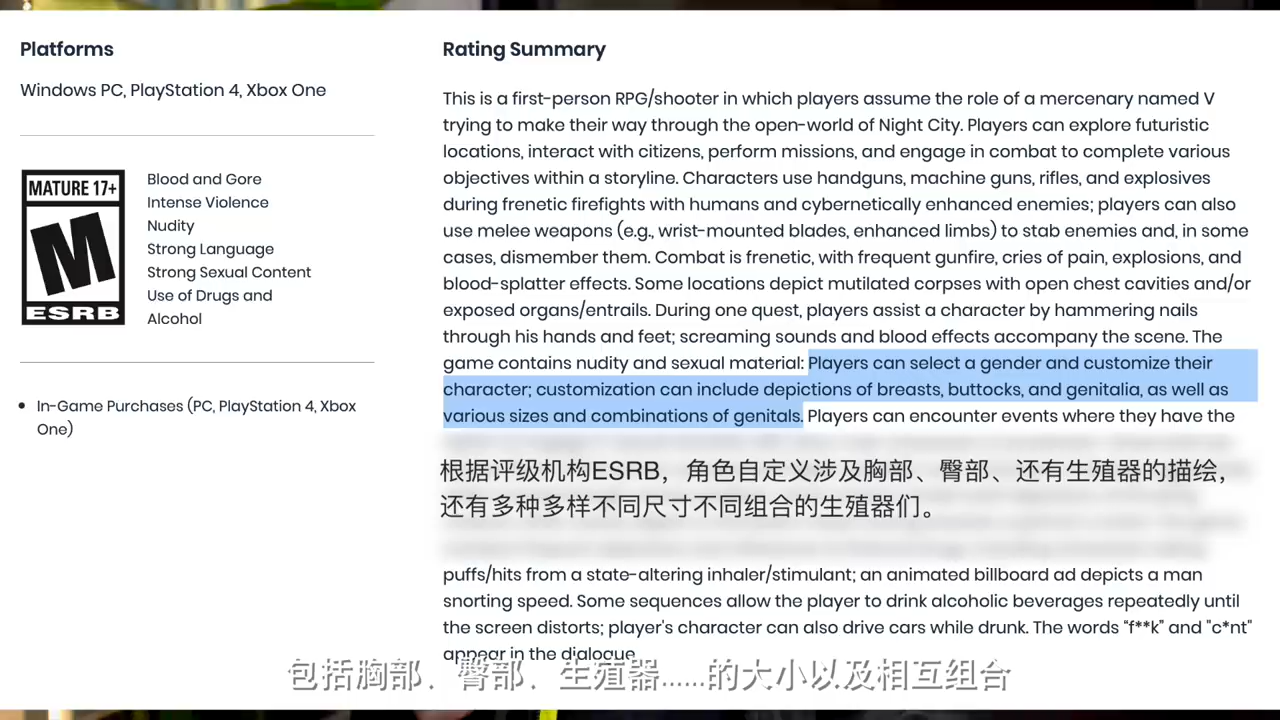 Platforms
Windows PC, PlayStation 4, Xbox One
MATURE 17+
M
ESRB
Blood and Gore
Intense Violence
Nudity
Strong Language
Strong Sexual Content
Use of Drugs and
Alcohol
In-Game Purchases (PC, PlayStation 4, Xbox
One)
Rating Summary
This is a first-person RPG/shooter in which players assume the role of a mercenary named V
trying to make their way through the open-world of Night City. Players can explore futuristic
locations, interact with citizens, perform missions, and engage in combat to complete various
objectives within a storyline. Characters use handguns, machine guns, rifles, and explosives
during frenetic firefights with humans and cybernetically enhanced enemies; players can also
use melee weapons (e.g., wrist-mounted blades, enhanced limbs) to stab enemies and, in some
cases, dismember them. Combat is frenetic, with frequent gunfire, cries of pain, explosions, and
blood-splatter effects. Some locations depict mutilated corpses with open chest cavities and/or
exposed organs/entrails. During one quest, players assist a character by hammering nails
through his hands and feet; screaming sounds and blood effects accompany the scene. The
game contains nudity and sexual material: Players can select a gender and customize their
character; customization can include depictions of breasts, buttocks, and genitalia, as well as
various sizes and combinations of genitals. Players can encounter events where they have the
根据评级机构ESRB，角色自定义涉及胸部、臀部、还有生殖器的描绘，
还有多种多样不同尺寸不同组合的生殖器们。
puffs/hits from a state-altering inhaler/stimulant; an animated billboard ad depicts a man
snorting speed. Some sequences allow the player to drink alcoholic beverages repeatedly until
the screen distorts; player's character can also drive cars while drunk. The words “f**k" and "c*nt"
appear in the dialogue
包括胸部、臀部、生殖器......的大小以及相互组合